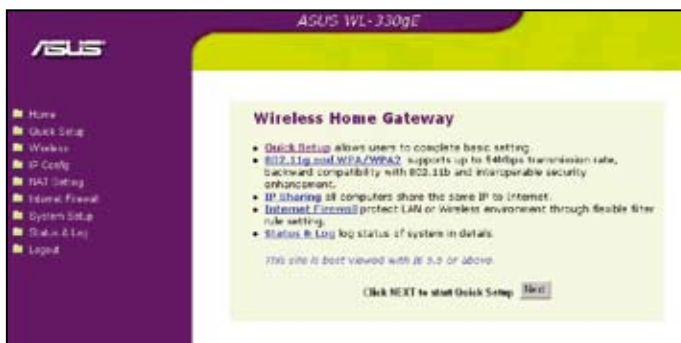 ASUS WL-330gE
ASUS
Home
Quick Setup
Wireless
IP Config
NAT Setting
Internet Firewall
System Setup
Status & Log
Logout
Wireless Home Gateway
Quick Setup allows users to complete basic setting.
802.11g and WPA/WPA2 supports up to 54Mbps transmission rate,
backward compatibility with 802.11b and interoperable security
enhancement.
IP Sharing all computers share the same IP to Internet.
Internet Firewall protect LAN or Wireless environment through flexible filter
rule setting.
Status & Log log status of system in details.
This site is best viewed with IE 5.5 or above.
Click NEXT to start Quick Setup Next